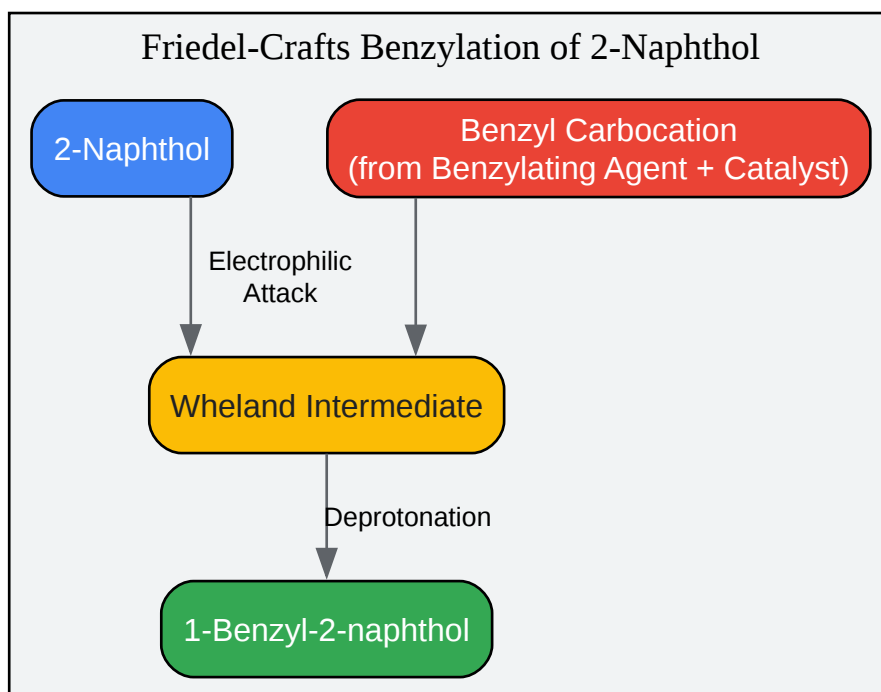 Friedel-Crafts Benzylation of 2-Naphthol
2-Naphthol
Benzyl Carbocation
(from Benzylating Agent + Catalyst)
Electrophilic
Attack
Wheland Intermediate
Deprotonation
1-Benzyl-2-naphthol